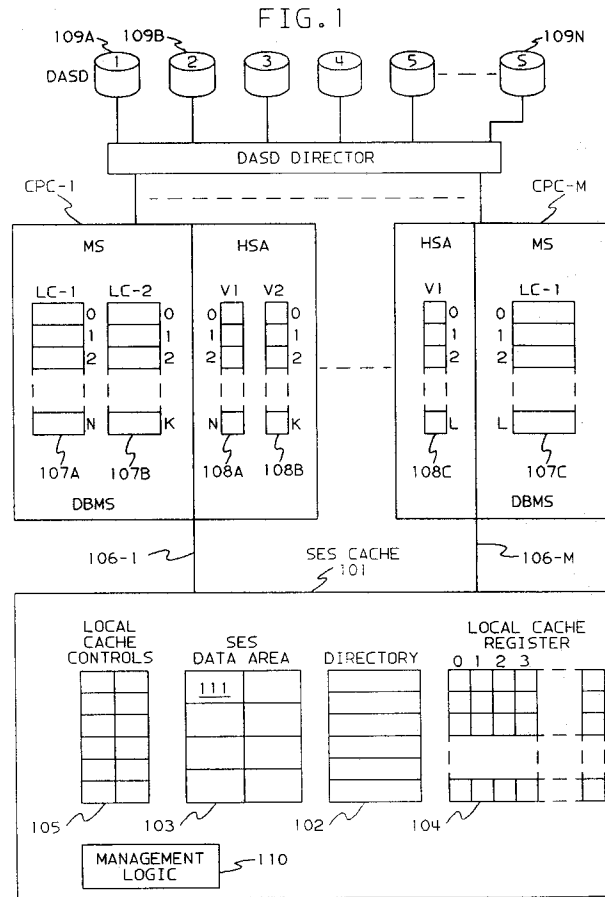 FIG.1
109A 109B 109N
DASD 1 2 3 4 5 S
DASD DIRECTOR
CPC-1 CPC-M
MS HSA HSA MS
LC-1 LC-2 V1 V2 V1 LC-1
0 0 0 0 0 0
1 1 1 1 1 1
2 2 2 2 2 2
N K N K L L
107A 107B 108A 108B 108C 107C
DBMS DBMS
106-1 SES CACHE 106-M
101
LOCAL CACHE CONTROLS
SES DATA AREA
DIRECTORY
LOCAL CACHE REGISTER
0 1 2 3
111
105 103 102 104
MANAGEMENT LOGIC
110